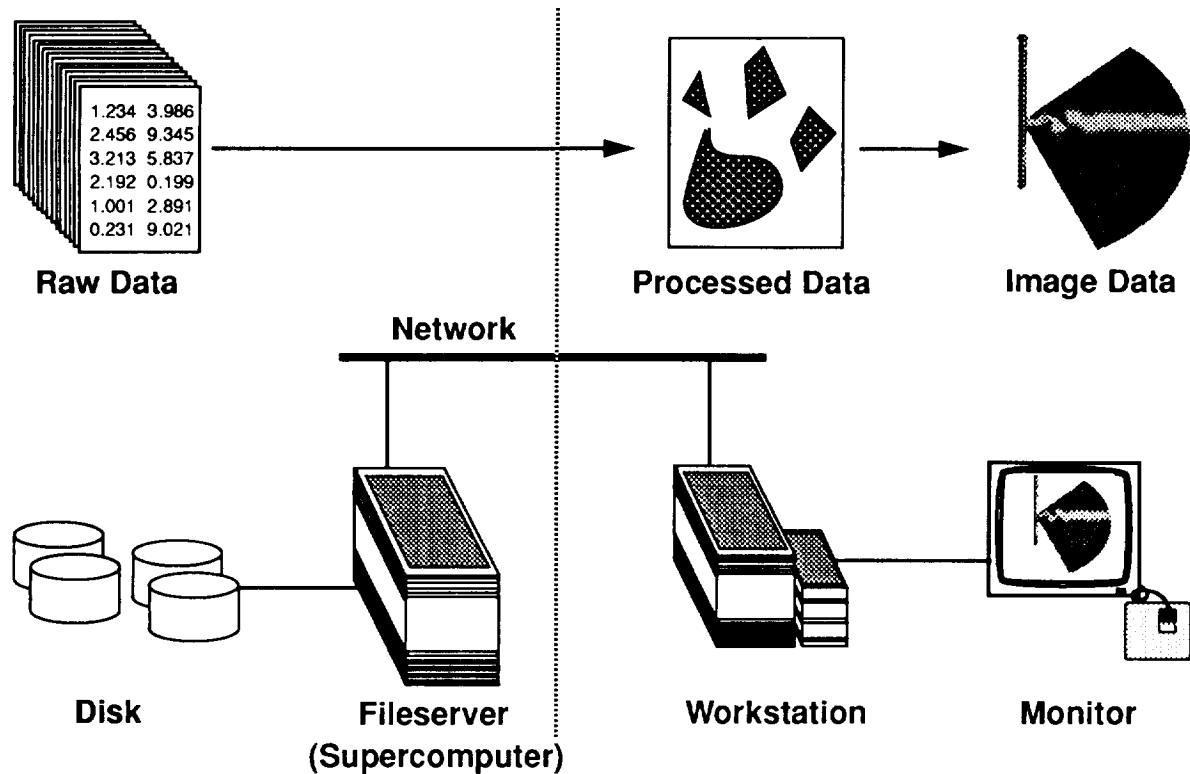 1.234 3.986
2.456 9.345
3.213 5.837
2.192 0.199
1.001 2.891
0.231 9.021
Raw Data
Processed Data
Image Data
Network
Disk
Fileserver
(Supercomputer)
Workstation
Monitor